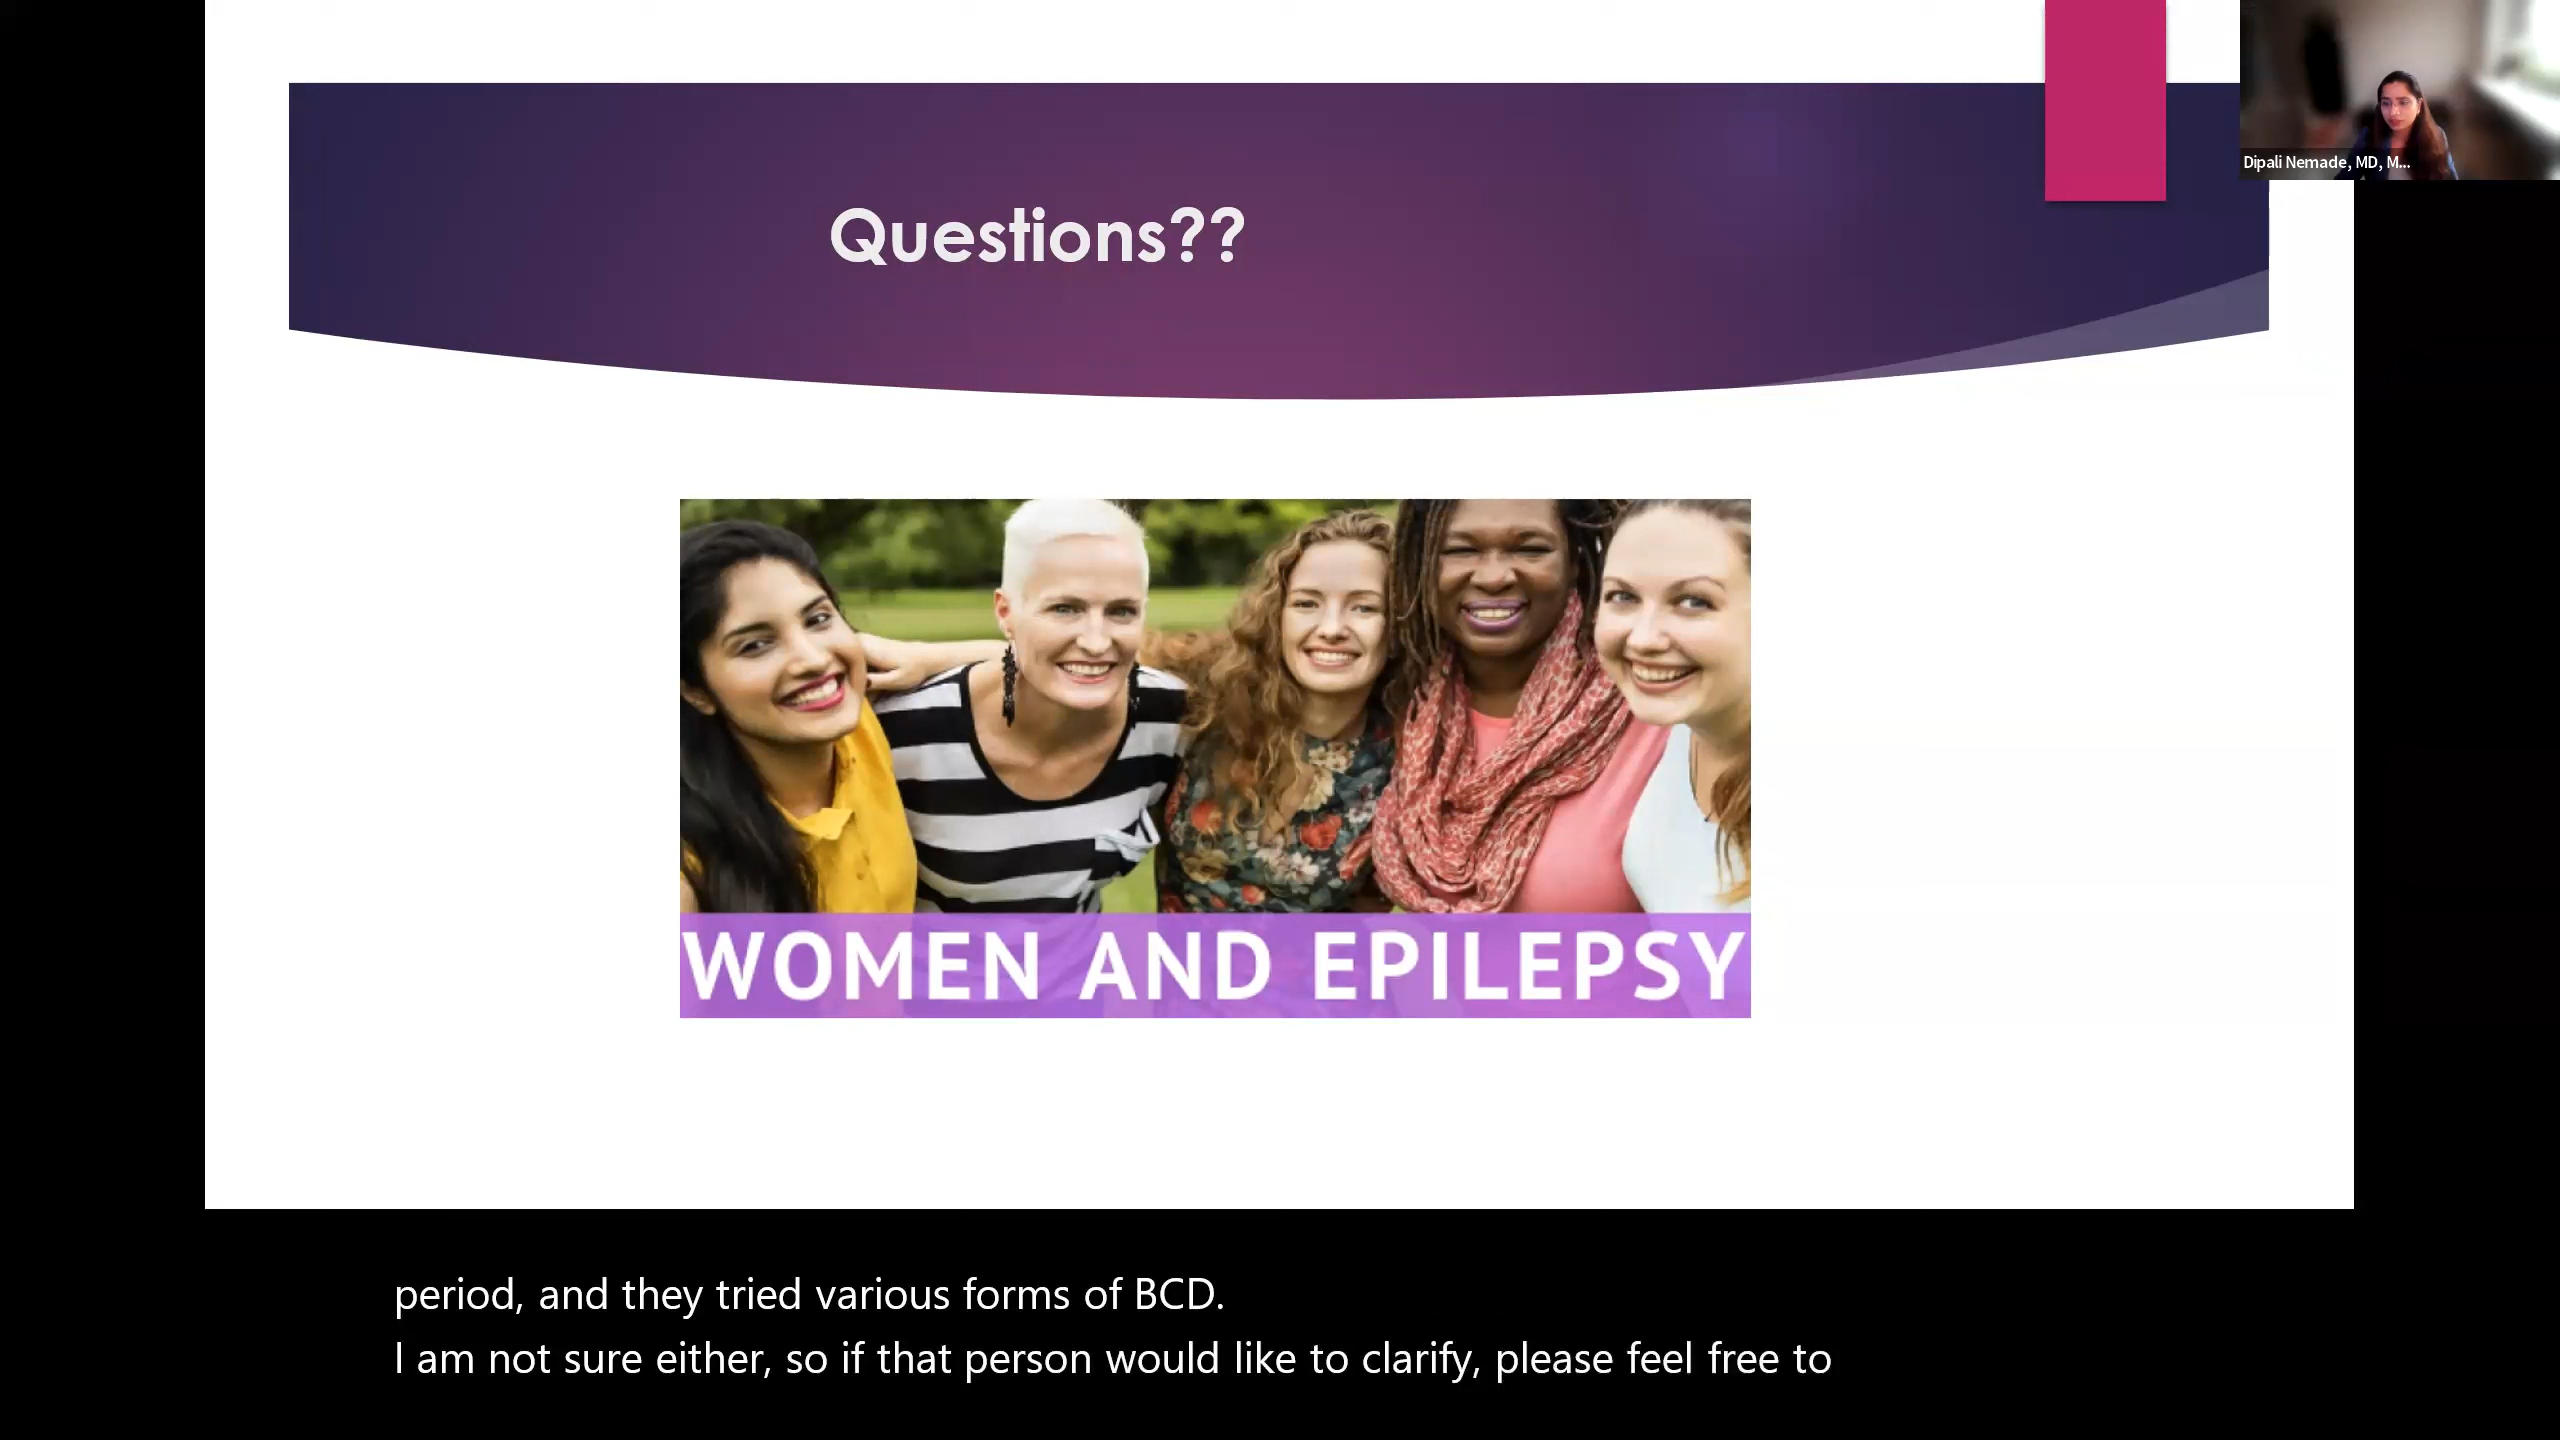 Questions??
Dipali Nemade, MD, M...
WOMEN AND EPILEPSY
period, and they tried various forms of BCD.
I am not sure either, so if that person would like to clarify, please feel free to